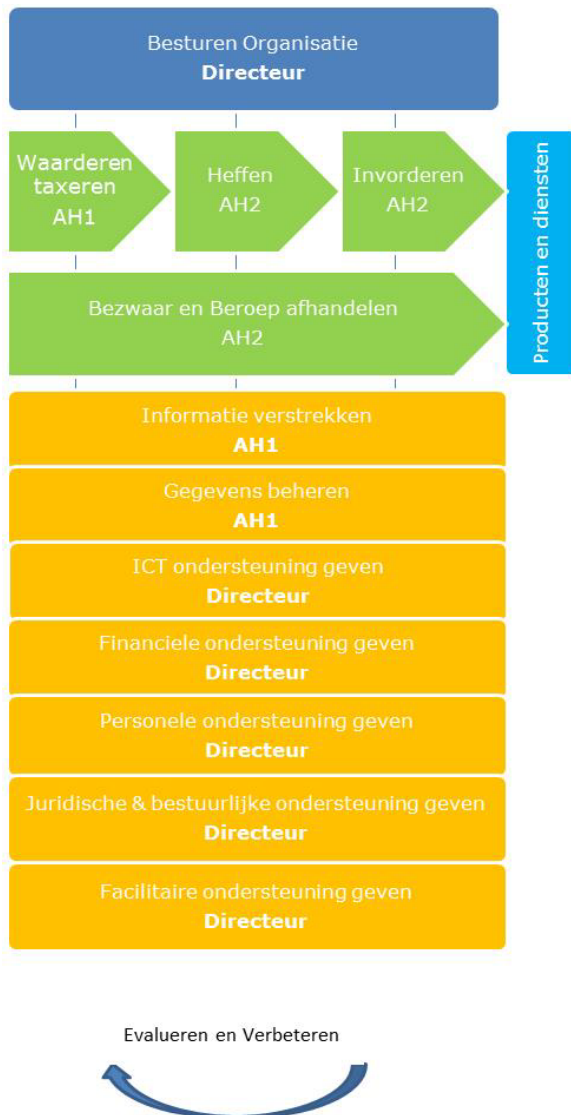 Besturen Organisatie
Directeur
Waarderen
taxeren
AH1
Heffen
AH2
Invorderen
AH2
Producten en diensten
Bezwaar en Beroep afhandelen
AH2
Informatie verstrekken
AH1
Gegevens beheren
AH1
ICT ondersteuning geven
Directeur
Financiele ondersteuning geven
Directeur
Personele ondersteuning geven
Directeur
Juridische & bestuurlijke ondersteuning geven
Directeur
Facilitaire ondersteuning geven
Directeur
Evalueren en Verbeteren